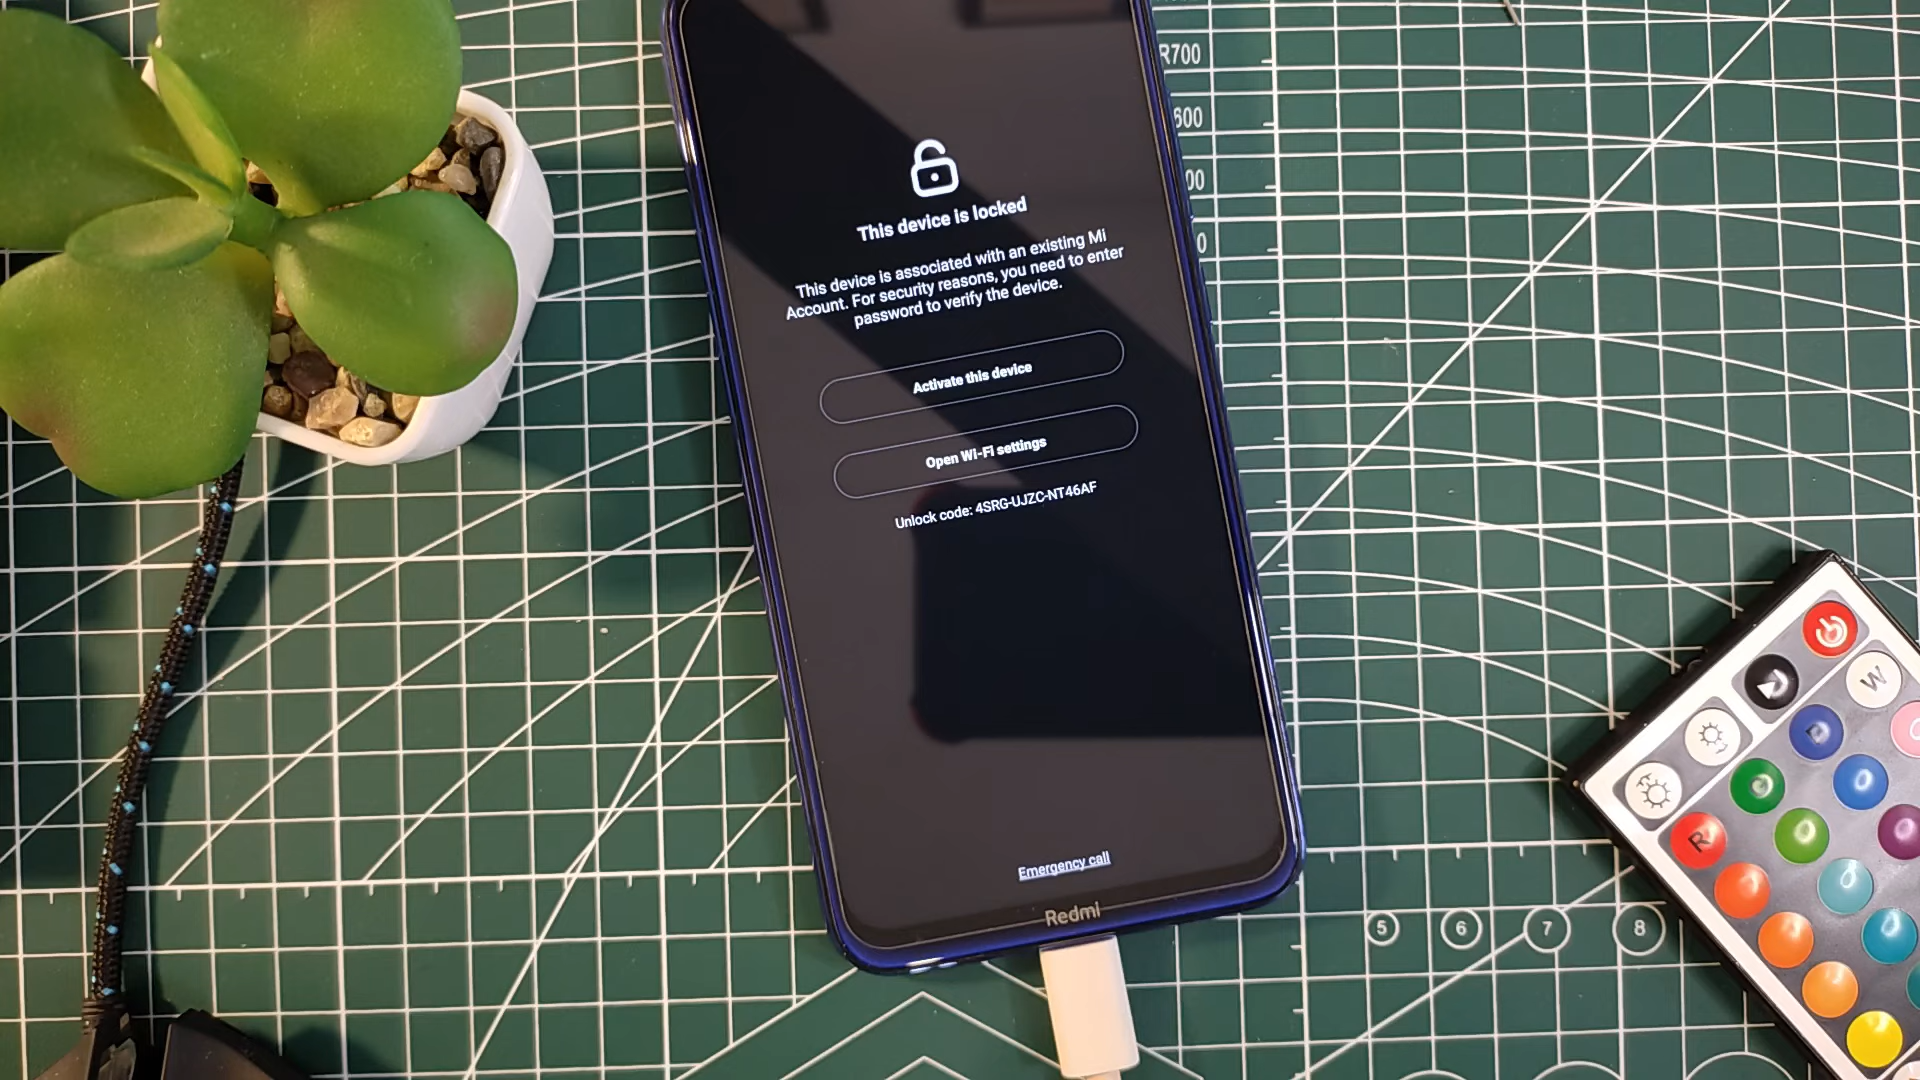 This device is locked
This device is associated with an existing Mi
Account. For security reasons, you need to enter
password to verify the device.
Activate this device
Open Wi-Fi settings
Unlock code: 4SRG-UJZC-NT46AF
Emergency call
Redmi
R700
600
00
0
5 6 7 8
W
R